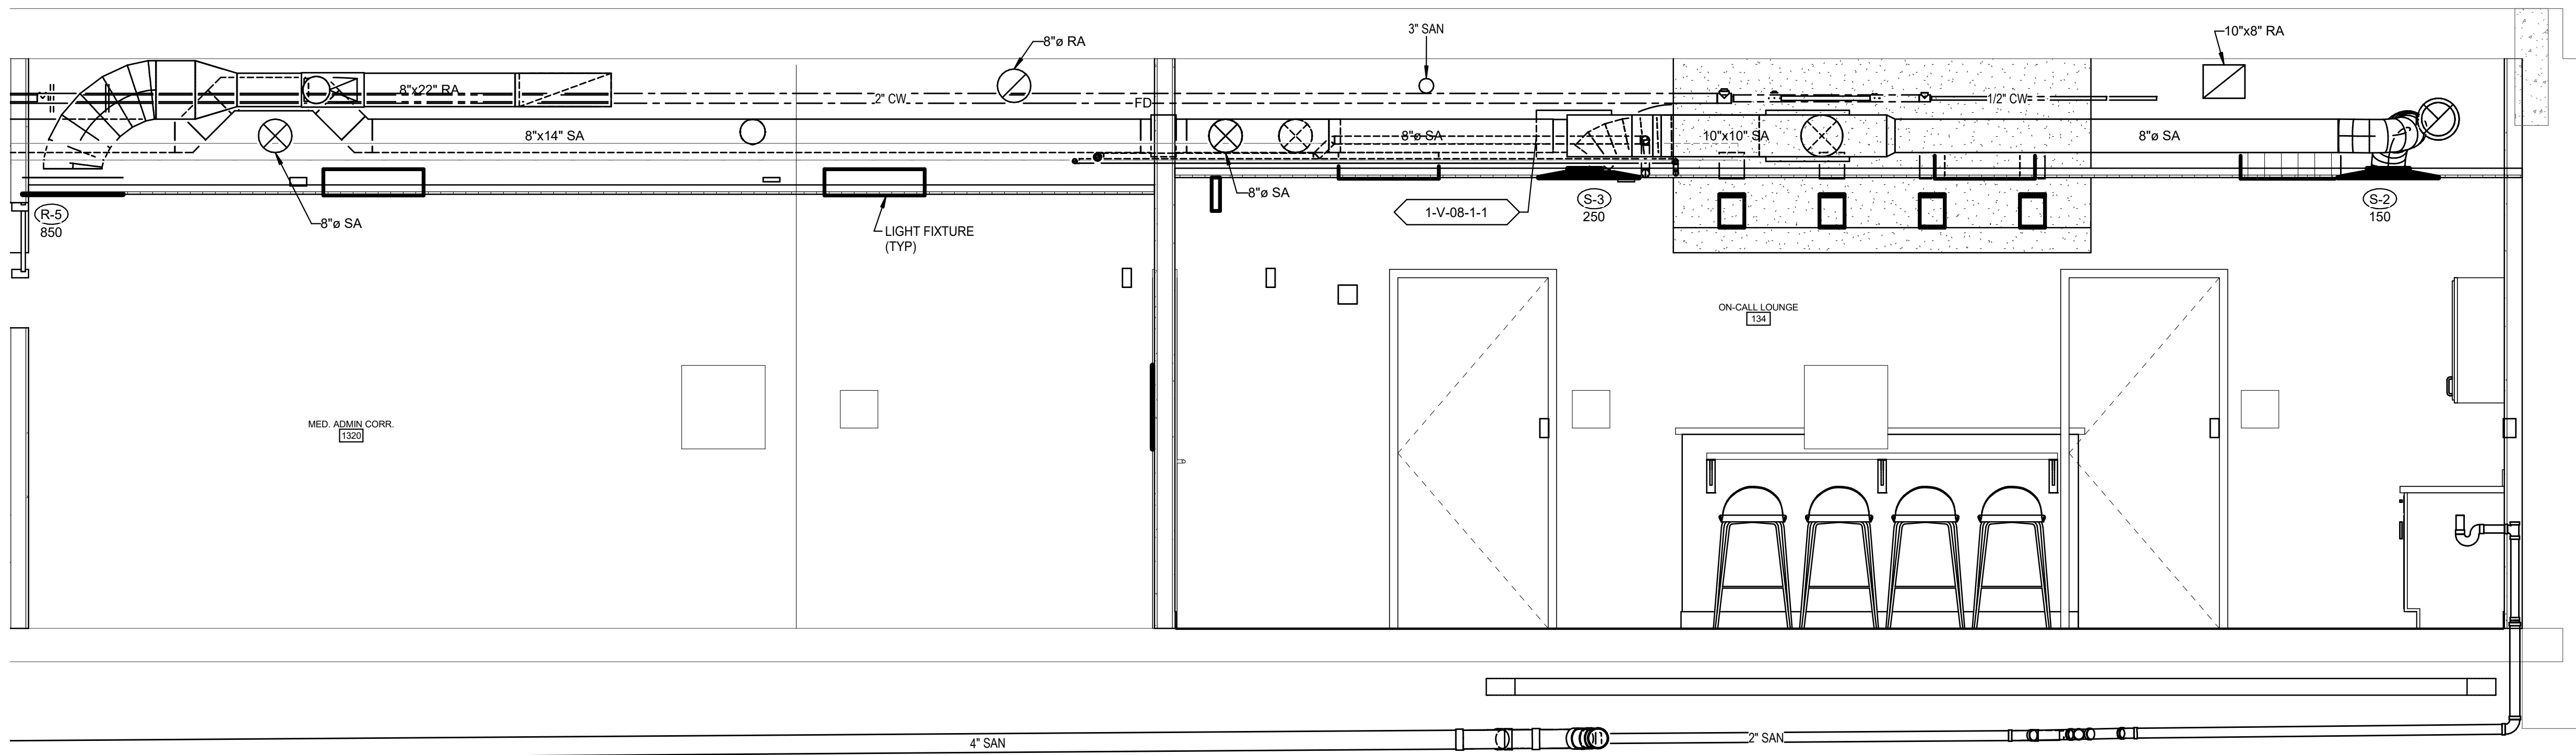 3" SAN
10"x8" RA
8"ø RA
8"x22" RA
2" CW
FD
1/2" CW
8"x14" SA
8"ø SA
10"x10" SA
8"ø SA
R-5
850
8"ø SA
LIGHT FIXTURE
(TYP)
8"ø SA
1-V-08-1-1
S-3
250
S-2
150
ON-CALL LOUNGE
134
MED. ADMIN CORR.
1320
4" SAN
2" SAN